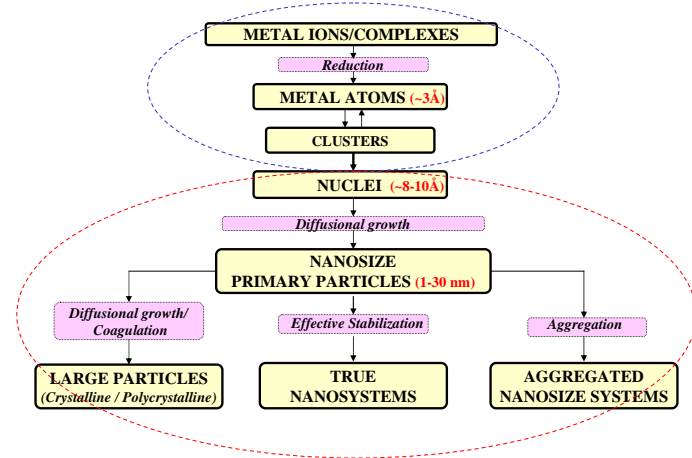 METAL IONS/COMPLEXES
Reduction
METAL ATOMS (~3Å)
CLUSTERS
NUCLEI (~8-10Å)
Diffusional growth
NANOSIZE
PRIMARY PARTICLES (1-30 nm)
Diffusional growth/
Coagulation
Effective Stabilization
Aggregation
LARGE PARTICLES
(Crystalline / Polycrystalline)
TRUE
NANOSYSTEMS
AGGREGATED
NANOSIZE SYSTEMS